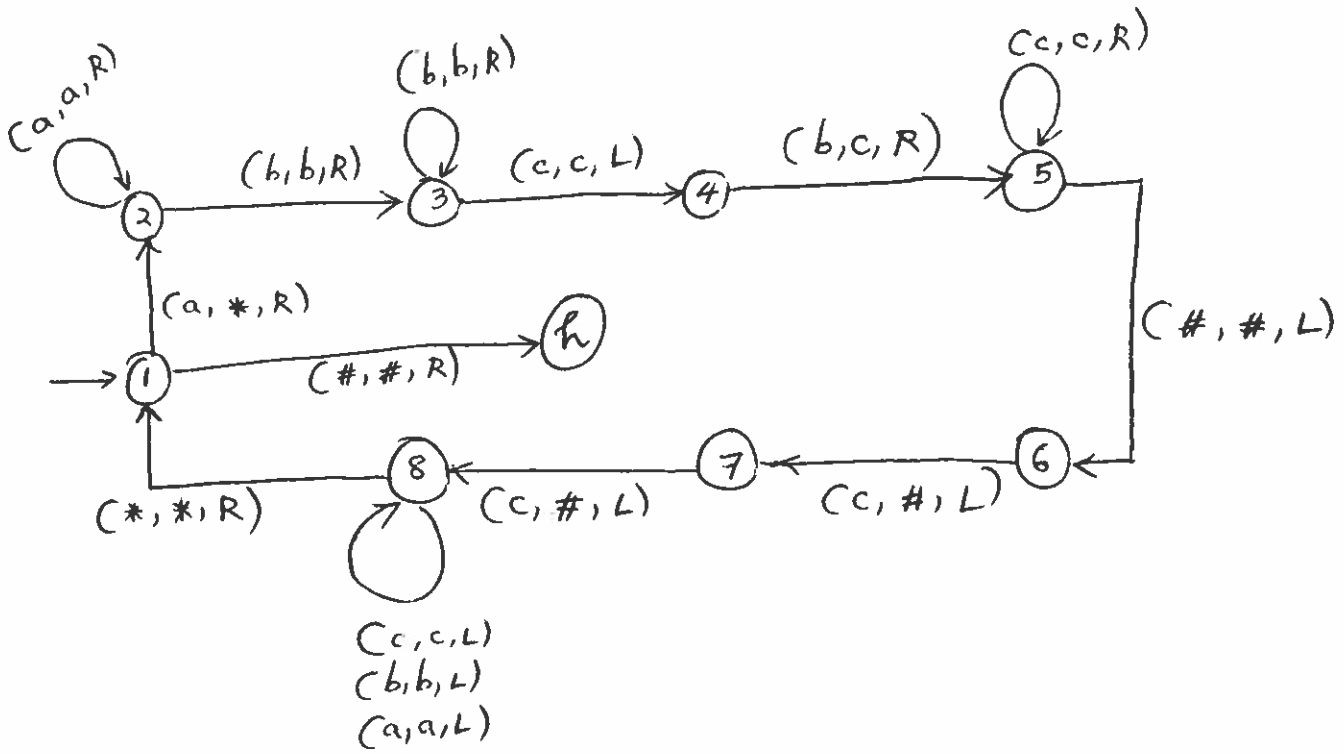 (a, a, R)
(b, b, R)
(c, c, R)
(b, b, R)
(c, c, L)
(b, c, R)
2
3
4
5
(a, *, R)
h
(#, #, L)
1
(#, #, R)
8
7
6
(*, *, R)
(c, #, L)
(c, #, L)
(c, c, L)
(b, b, L)
(a, a, L)